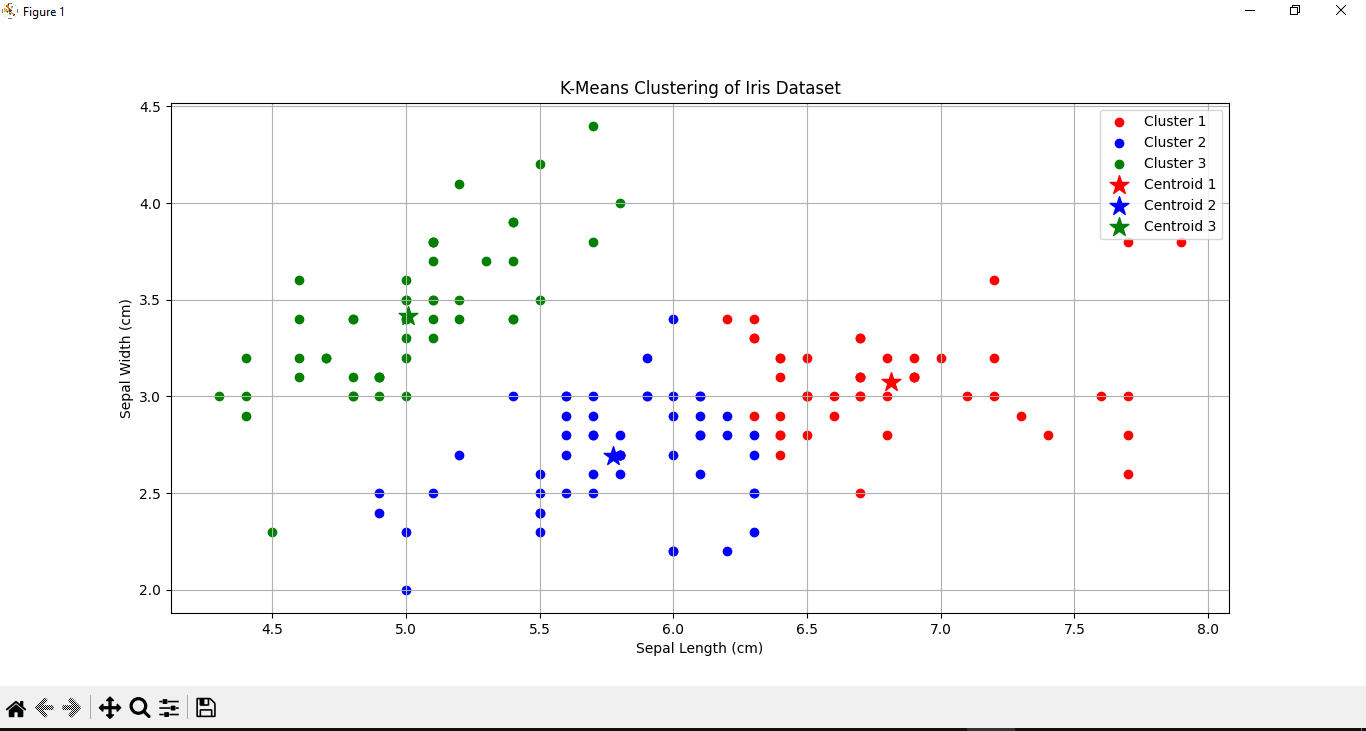 Figure 1
K-Means Clustering of Iris Dataset
4.5
4.0
3.5
3.0
2.5
2.0
Sepal Width (cm)
Cluster 1
Cluster 2
Cluster 3
Centroid 1
Centroid 2
Centroid 3
4.5 5.0 5.5 6.0 6.5 7.0 7.5 8.0
Sepal Length (cm)